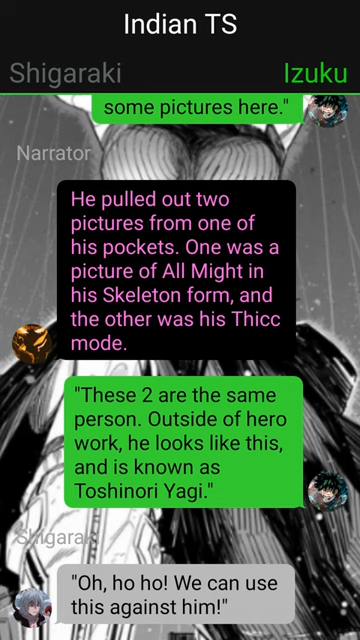 Indian TS
Shigaraki Izuku
some pictures here."
Narrator
He pulled out two
pictures from one of
his pockets. One was a
picture of All Might in
his Skeleton form, and
the other was his Thicc
mode.
"These 2 are the same
person. Outside of hero
work, he looks like this,
and is known as
Toshinori Yagi."
Shigaraki
"Oh, ho ho! We can use
this against him!"